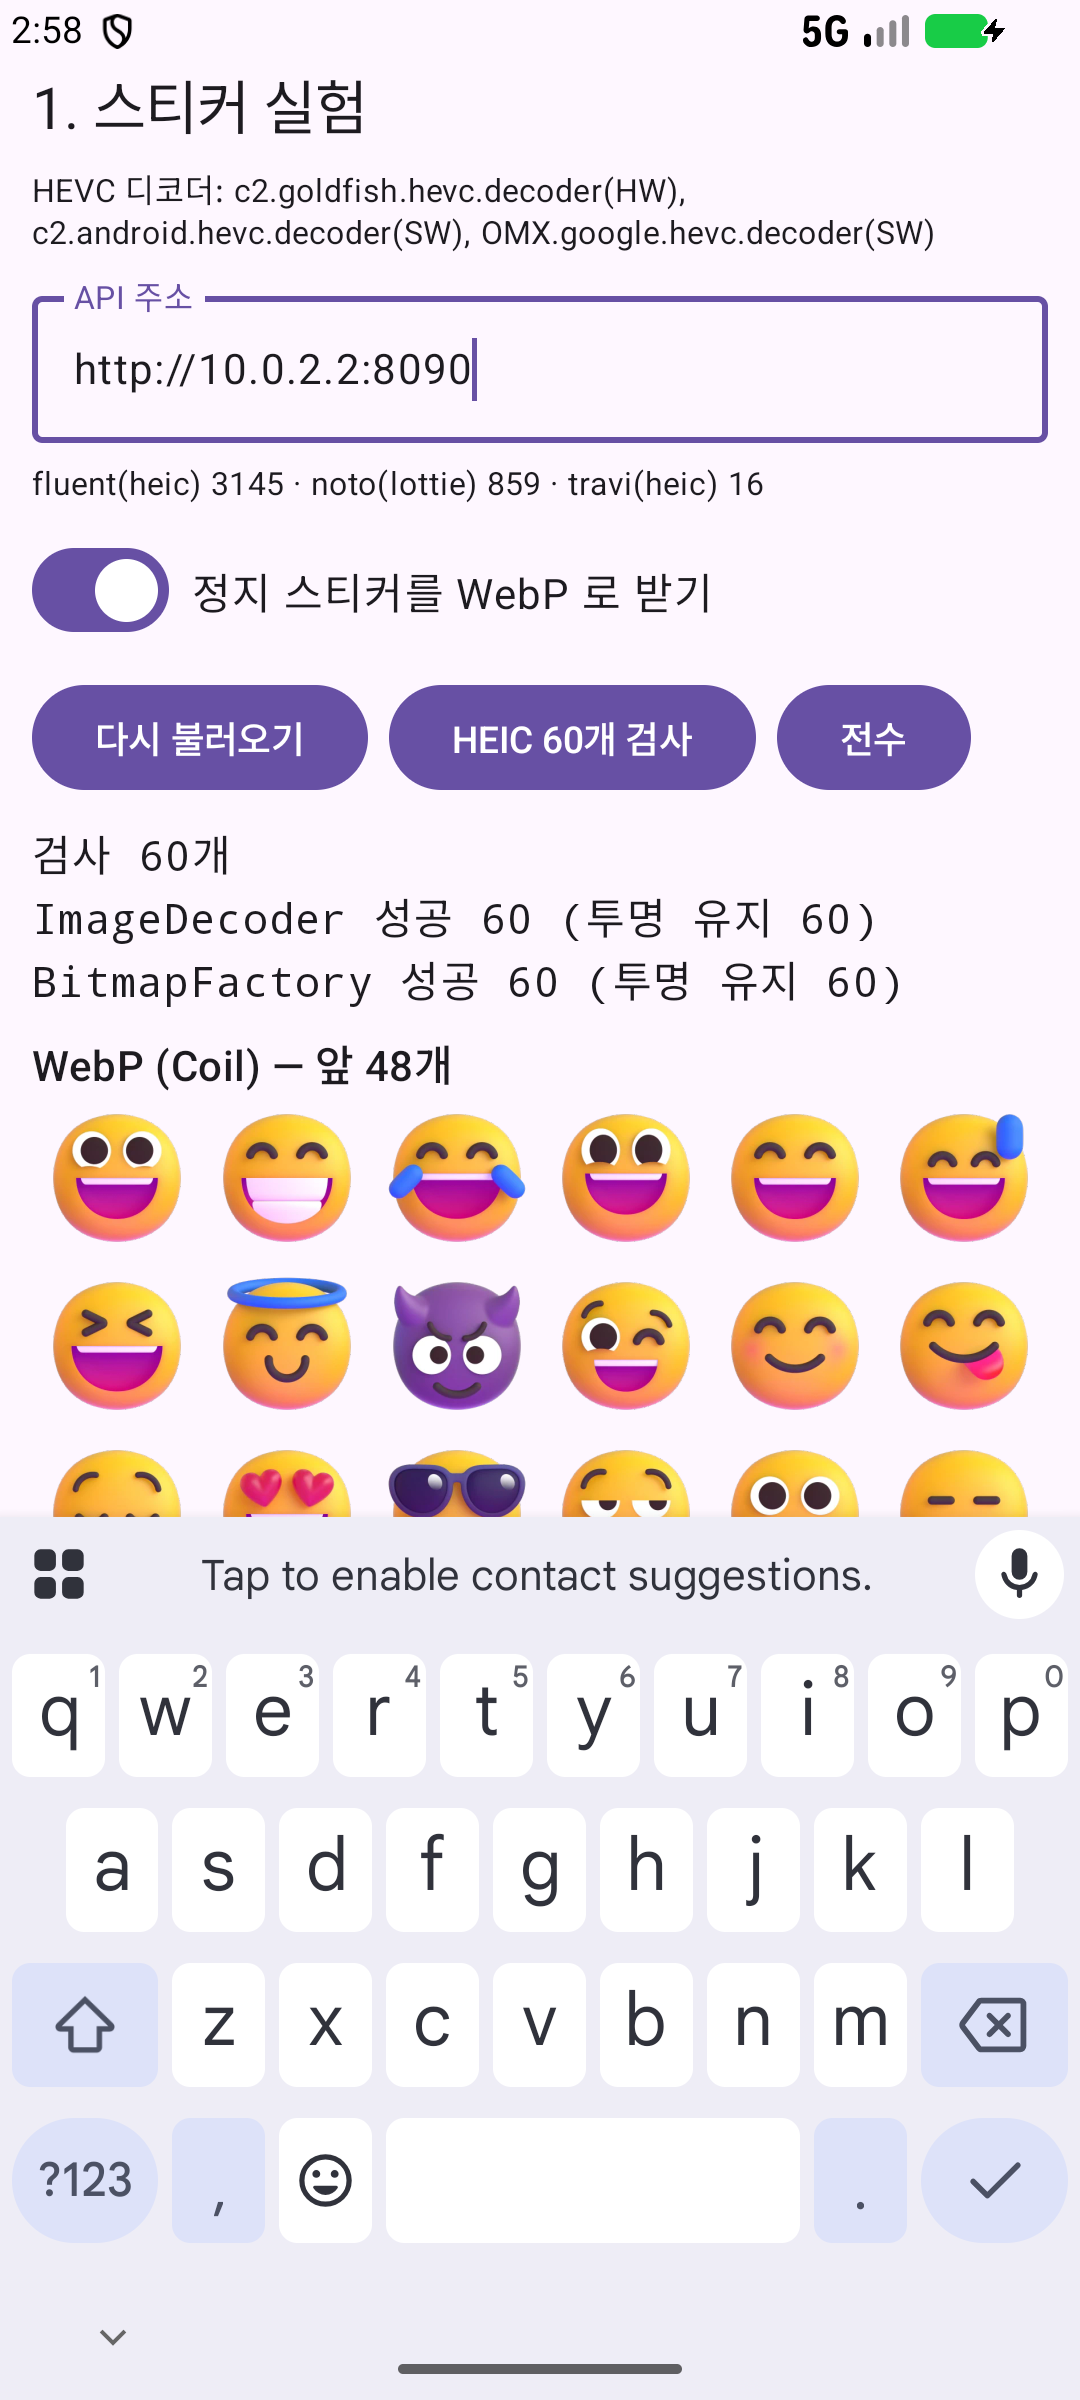 2:58
5G
1. 스티커 실험
HEVC 디코더: c2.goldfish.hevc.decoder(HW),
c2.android.hevc.decoder(SW), OMX.google.hevc.decoder(SW)
API 주소
http://10.0.2.2:8090
fluent(heic) 3145 · noto(lottie) 859 · travi(heic) 16
정지 스티커를 WebP 로 받기
다시 불러오기 HEIC 60개 검사 전수
검사 60개
ImageDecoder 성공 60 (투명 유지 60)
BitmapFactory 성공 60 (투명 유지 60)
WebP (Coil) — 앞 48개
Tap to enable contact suggestions.
q 1 w 2 e 3 r 4 t 5 y 6 u 7 i 8 o 9 p 0
a s d f g h j k l
z x c v b n m
?123 , .